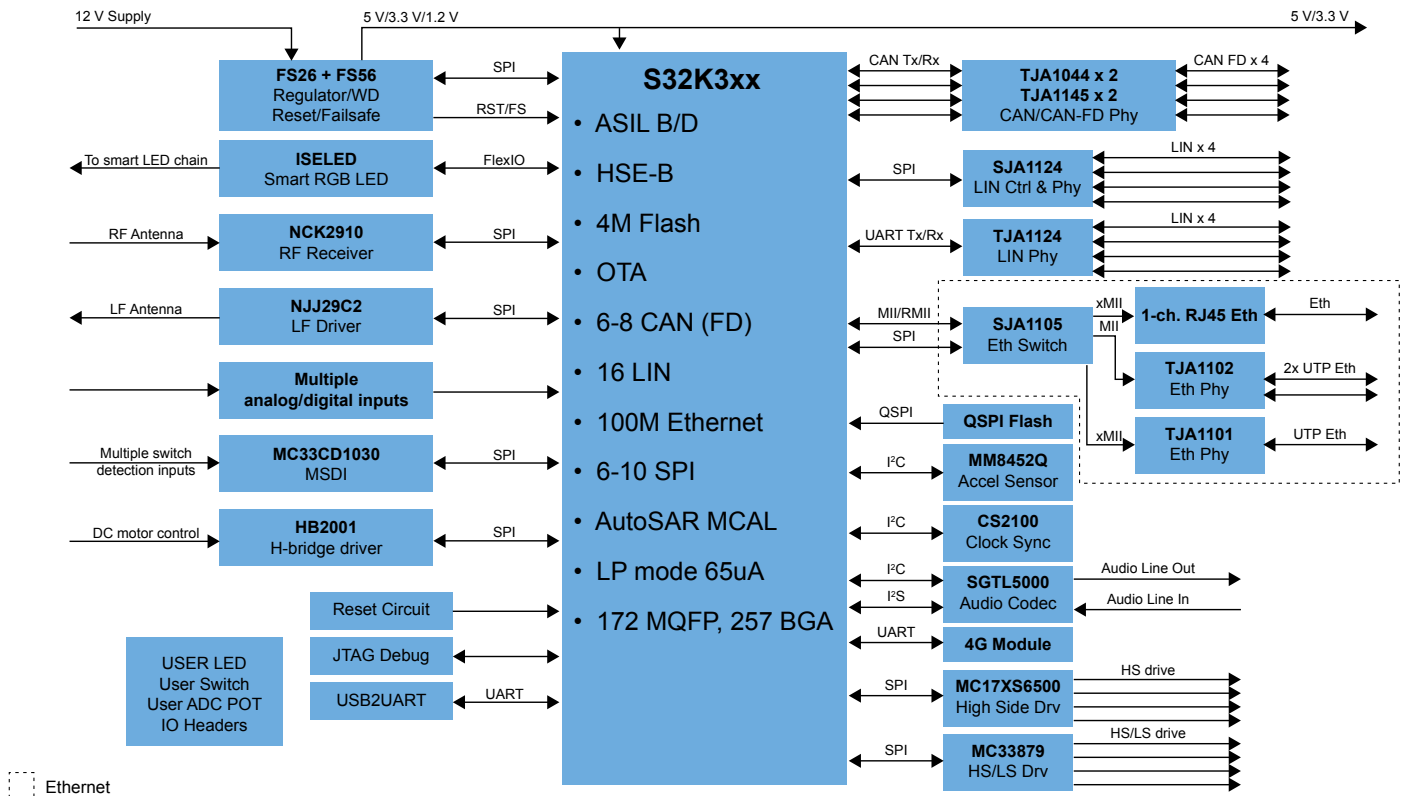 12 V Supply
5 V/3.3 V/1.2 V
5 V/3.3 V
FS26 + FS56
Regulator/WD
Reset/Failsafe
SPI
RST/FS
To smart LED chain
ISELED
Smart RGB LED
FlexIO
RF Antenna
NCK2910
RF Receiver
SPI
LF Antenna
NJJ29C2
LF Driver
SPI
Multiple
analog/digital inputs
Multiple switch
detection inputs
MC33CD1030
MSDI
SPI
DC motor control
HB2001
H-bridge driver
SPI
Reset Circuit
JTAG Debug
USB2UART
UART
USER LED
User Switch
User ADC POT
IO Headers
Ethernet
S32K3xx
• ASIL B/D
• HSE-B
• 4M Flash
• OTA
• 6-8 CAN (FD)
• 16 LIN
• 100M Ethernet
• 6-10 SPI
• AutoSAR MCAL
• LP mode 65uA
• 172 MQFP, 257 BGA
CAN Tx/Rx
TJA1044 x 2
TJA1145 x 2
CAN/CAN-FD Phy
CAN FD x 4
SPI
SJA1124
LIN Ctrl & Phy
LIN x 4
UART Tx/Rx
TJA1124
LIN Phy
LIN x 4
MII/RMII
SPI
SJA1105
Eth Switch
xMII
MII
xMII
1-ch. RJ45 Eth
Eth
TJA1102
Eth Phy
2x UTP Eth
TJA1101
Eth Phy
UTP Eth
QSPI
QSPI Flash
I²C
MM8452Q
Accel Sensor
I²C
CS2100
Clock Sync
I²C
I²S
SGTL5000
Audio Codec
Audio Line Out
Audio Line In
UART
4G Module
SPI
MC17XS6500
High Side Drv
HS drive
SPI
MC33879
HS/LS Drv
HS/LS drive